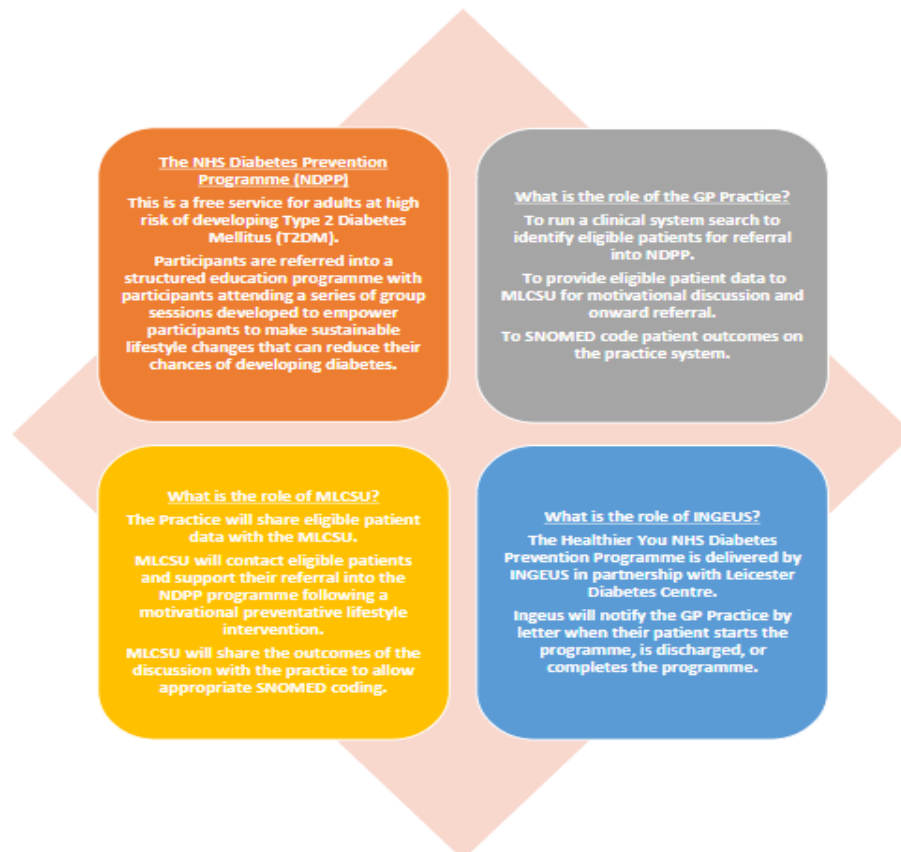 The NHS Diabetes Prevention
Programme (NDPP)
This is a free service for adults at high
risk of developing Type 2 Diabetes
Mellitus (T2DM).
Participants are referred into a
structured education programme with
participants attending a series of group
sessions developed to empower
participants to make sustainable
lifestyle changes that can reduce their
chances of developing diabetes.
What is the role of the GP Practice?
To run a clinical system search to
identify eligible patients for referral
into NDPP.
To provide eligible patient data to
MLCSU for motivational discussion and
onward referral.
To SNOMED code patient outcomes on
the practice system.
What is the role of MLCSU?
The Practice will share eligible patient
data with the MLCSU.
MLCSU will contact eligible patients
and support their referral into the
NDPP programme following a
motivational preventative lifestyle
intervention.
MLCSU will share the outcomes of the
discussion with the practice to allow
appropriate SNOMED coding.
What is the role of INGEUS?
The Healthier You NHS Diabetes
Prevention Programme is delivered by
INGEUS in partnership with Leicester
Diabetes Centre.
Ingeus will notify the GP Practice by
letter when their patient starts the
programme, is discharged, or
completes the programme.